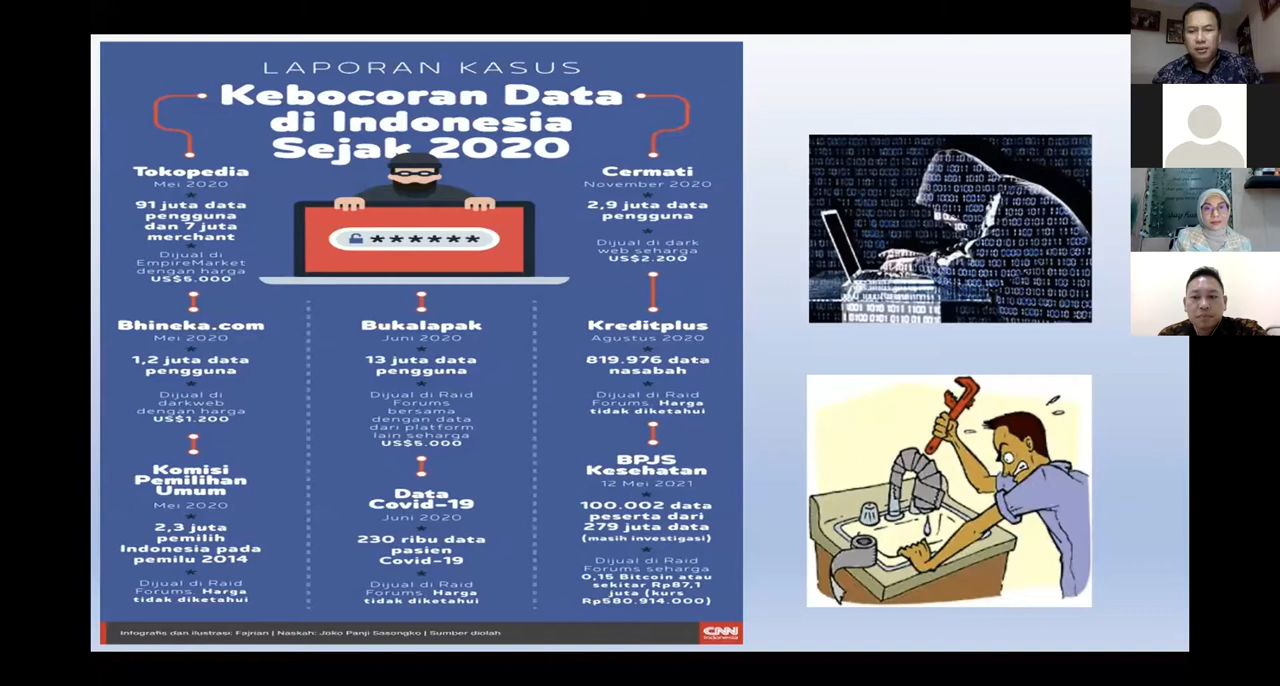 LAPORAN KASUS
Kebocoran Data
di Indonesia
Sejak 2020
Tokopedia
Mei 2020
91 juta data
pengguna
dan 7 juta
merchant
Dijual di
EmpireMarket
dengan harga
US$5.000
Bhineka.com
Mei 2020
1,2 juta data
pengguna
Dijual di
darkweb
dengan harga
US$1.200
Komisi
Pemilihan
Umum
Mei 2020
2,3 juta
pemilih
Indonesia pada
pemilu 2014
Dijual di Raid
Forums. Harga
tidak diketahui
******
Bukalapak
Juni 2020
13 juta data
pengguna
Dijual di Raid
Forums
bersama
dengan data
dari platform
lain seharga
US$5.000
Data
Covid-19
Juni 2020
230 ribu data
pasien
Covid-19
Dijual di Raid
Forums. Harga
tidak diketahui
Cermati
November 2020
2,9 juta data
pengguna
Dijual di dark
web seharga
US$2.200
Kreditplus
Agustus 2020
819.976 data
nasabah
Dijual di Raid
Forums. Harga
tidak diketahui
BPJS
Kesehatan
12 Mei 2021
100.002 data
peserta dari
279 juta data
(masih investigasi)
Dijual di Raid
Forums seharga
0,15 Bitcoin atau
sekitar Rp87,1
juta (kurs
Rp580.914.000)
Infografis dan ilustrasi: Fajrian | Naskah: Joko Panji Sasongko | Sumber diolah
CNN
Indonesia